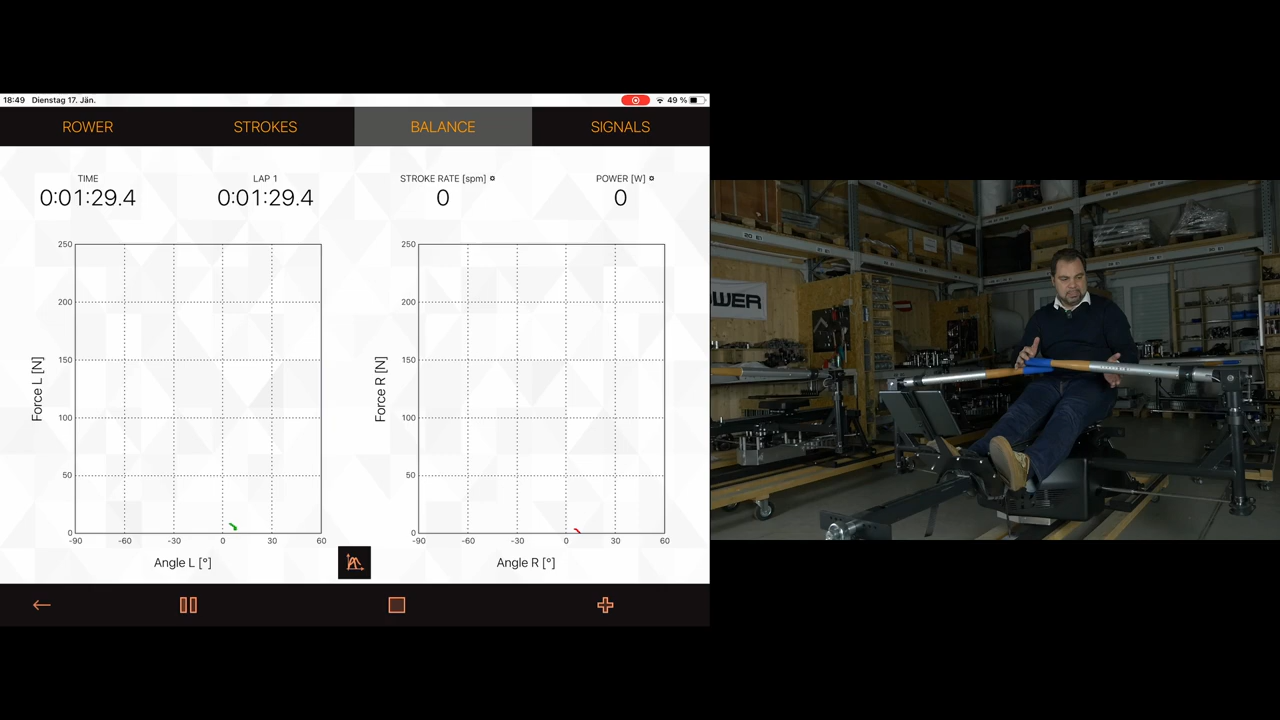 18:49 Dienstag 17. Jän. 49 %
ROWER STROKES BALANCE SIGNALS
TIME LAP 1 STROKE RATE [spm] POWER [W]
0:01:29.4 0:01:29.4 0 0
250 250
200 200
150 150
100 100
50 50
0 0
Force L [N] Force R [N]
-90 -60 -30 0 30 60 -90 -60 -30 0 30 60
Angle L [°] Angle R [°]
WER